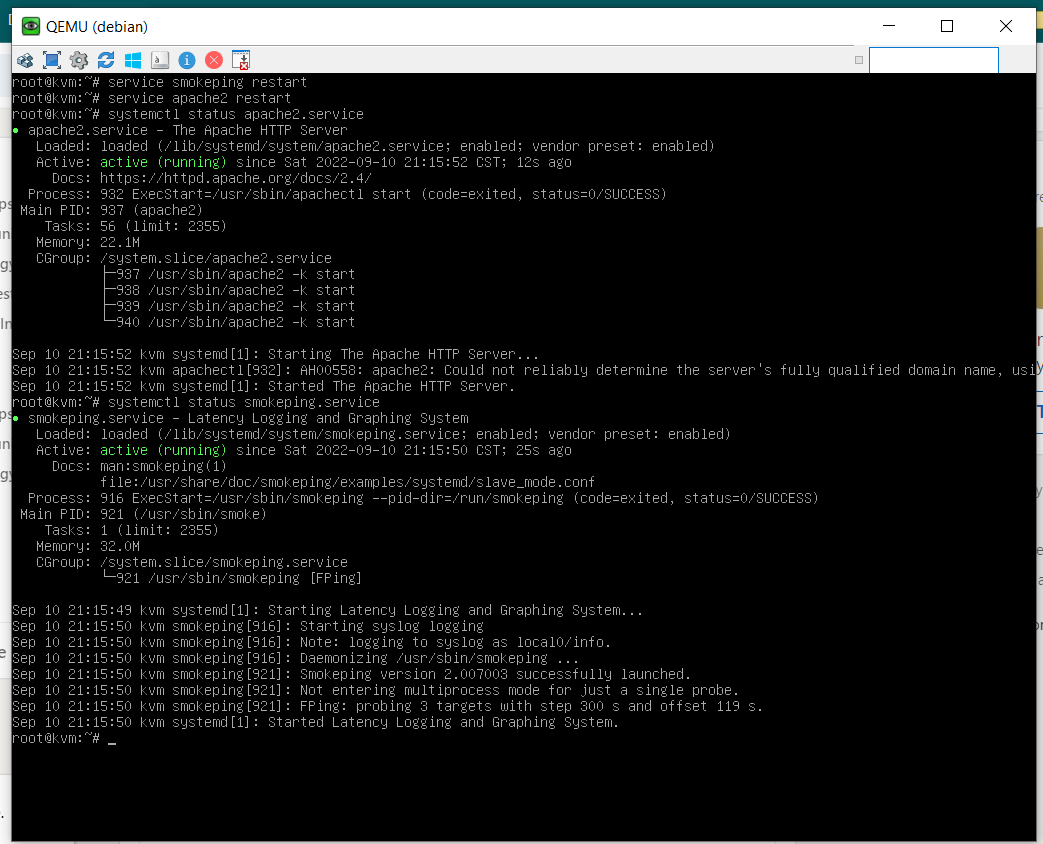 QEMU (debian)
root@kvm:~# service smokeping restart
root@kvm:~# service apache2 restart
root@kvm:~# systemctl status apache2.service
● apache2.service - The Apache HTTP Server
Loaded: loaded (/lib/systemd/system/apache2.service; enabled; vendor preset: enabled)
Active: active (running) since Sat 2022-09-10 21:15:52 CST; 12s ago
Docs: https://httpd.apache.org/docs/2.4/
Process: 932 ExecStart=/usr/sbin/apachectl start (code=exited, status=0/SUCCESS)
Main PID: 937 (apache2)
Tasks: 56 (limit: 2355)
Memory: 22.1M
CGroup: /system.slice/apache2.service
├─937 /usr/sbin/apache2 -k start
├─938 /usr/sbin/apache2 -k start
├─939 /usr/sbin/apache2 -k start
└─940 /usr/sbin/apache2 -k start
Sep 10 21:15:52 kvm systemd[1]: Starting The Apache HTTP Server...
Sep 10 21:15:52 kvm apachectl[932]: AH00558: apache2: Could not reliably determine the server's fully qualified domain name, usi
Sep 10 21:15:52 kvm systemd[1]: Started The Apache HTTP Server.
root@kvm:~# systemctl status smokeping.service
● smokeping.service - Latency Logging and Graphing System
Loaded: loaded (/lib/systemd/system/smokeping.service; enabled; vendor preset: enabled)
Active: active (running) since Sat 2022-09-10 21:15:50 CST; 25s ago
Docs: man:smokeping(1)
file:/usr/share/doc/smokeping/examples/systemd/slave_mode.conf
Process: 916 ExecStart=/usr/sbin/smokeping --pid-dir=/run/smokeping (code=exited, status=0/SUCCESS)
Main PID: 921 (/usr/sbin/smoke)
Tasks: 1 (limit: 2355)
Memory: 32.0M
CGroup: /system.slice/smokeping.service
└─921 /usr/sbin/smokeping [FPing]
Sep 10 21:15:49 kvm systemd[1]: Starting Latency Logging and Graphing System...
Sep 10 21:15:50 kvm smokeping[916]: Starting syslog logging
Sep 10 21:15:50 kvm smokeping[916]: Note: logging to syslog as local0/info.
Sep 10 21:15:50 kvm smokeping[916]: Daemonizing /usr/sbin/smokeping ...
Sep 10 21:15:50 kvm smokeping[921]: Smokeping version 2.007003 successfully launched.
Sep 10 21:15:50 kvm smokeping[921]: Not entering multiprocess mode for just a single probe.
Sep 10 21:15:50 kvm smokeping[921]: FPing: probing 3 targets with step 300 s and offset 119 s.
Sep 10 21:15:50 kvm systemd[1]: Started Latency Logging and Graphing System.
root@kvm:~# _